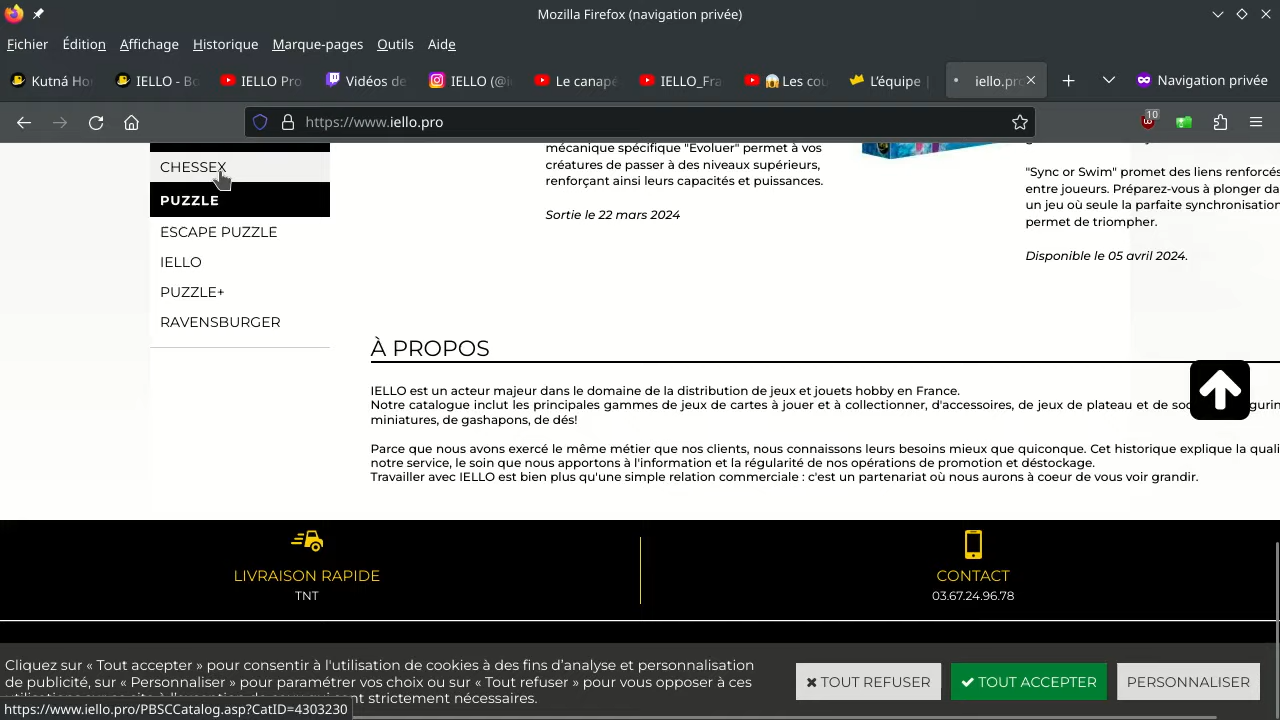 Mozilla Firefox (navigation privée)
Fichier Édition Affichage Historique Marque-pages Outils Aide
Kutná Ho IELLO - Bo IELLO Pro Vidéos de IELLO (@i Le canapé IELLO_Fra 😱Les cou L'équipe | iello.pro Navigation privée
https://www.iello.pro
10
CHESSEX
PUZZLE
ESCAPE PUZZLE
IELLO
PUZZLE+
RAVENSBURGER
mécanique spécifique "Evoluer" permet à vos
créatures de passer à des niveaux supérieurs,
renforçant ainsi leurs capacités et puissances.
Sortie le 22 mars 2024
"Sync or Swim" promet des liens renforcés
entre joueurs. Préparez-vous à plonger da
un jeu où seule la parfaite synchronisation
permet de triompher.
Disponible le 05 avril 2024.
À PROPOS
IELLO est un acteur majeur dans le domaine de la distribution de jeux et jouets hobby en France.
Notre catalogue inclut les principales gammes de jeux de cartes à jouer et à collectionner, d'accessoires, de jeux de plateau et de soc gurin
miniatures, de gashapons, de dés!
Parce que nous avons exercé le même métier que nos clients, nous connaissons leurs besoins mieux que quiconque. Cet historique explique la quali
notre service, le soin que nous apportons à l'information et la régularité de nos opérations de promotion et déstockage.
Travailler avec IELLO est bien plus qu'une simple relation commerciale : c'est un partenariat où nous aurons à coeur de vous voir grandir.
LIVRAISON RAPIDE
TNT
CONTACT
03.67.24.96.78
Cliquez sur « Tout accepter » pour consentir à l'utilisation de cookies à des fins d'analyse et personnalisation
de publicité, sur « Personnaliser » pour paramétrer vos choix ou sur « Tout refuser » pour vous opposer à ces
strictement nécessaires.
✖ TOUT REFUSER ✔ TOUT ACCEPTER PERSONNALISER
https://www.iello.pro/PBSCCatalog.asp?CatID=4303230